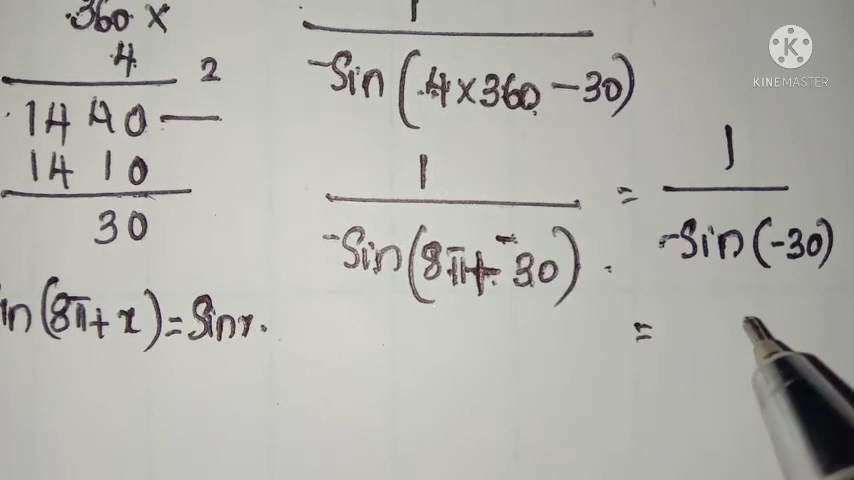 360 ×
4
2
1440 —
1410
30
in(8π + x) = Sinx.
1
-Sin(4×360 - 30)
1
-Sin(8π + -30).
= 1
-Sin(-30)
=
K
KINEMASTER